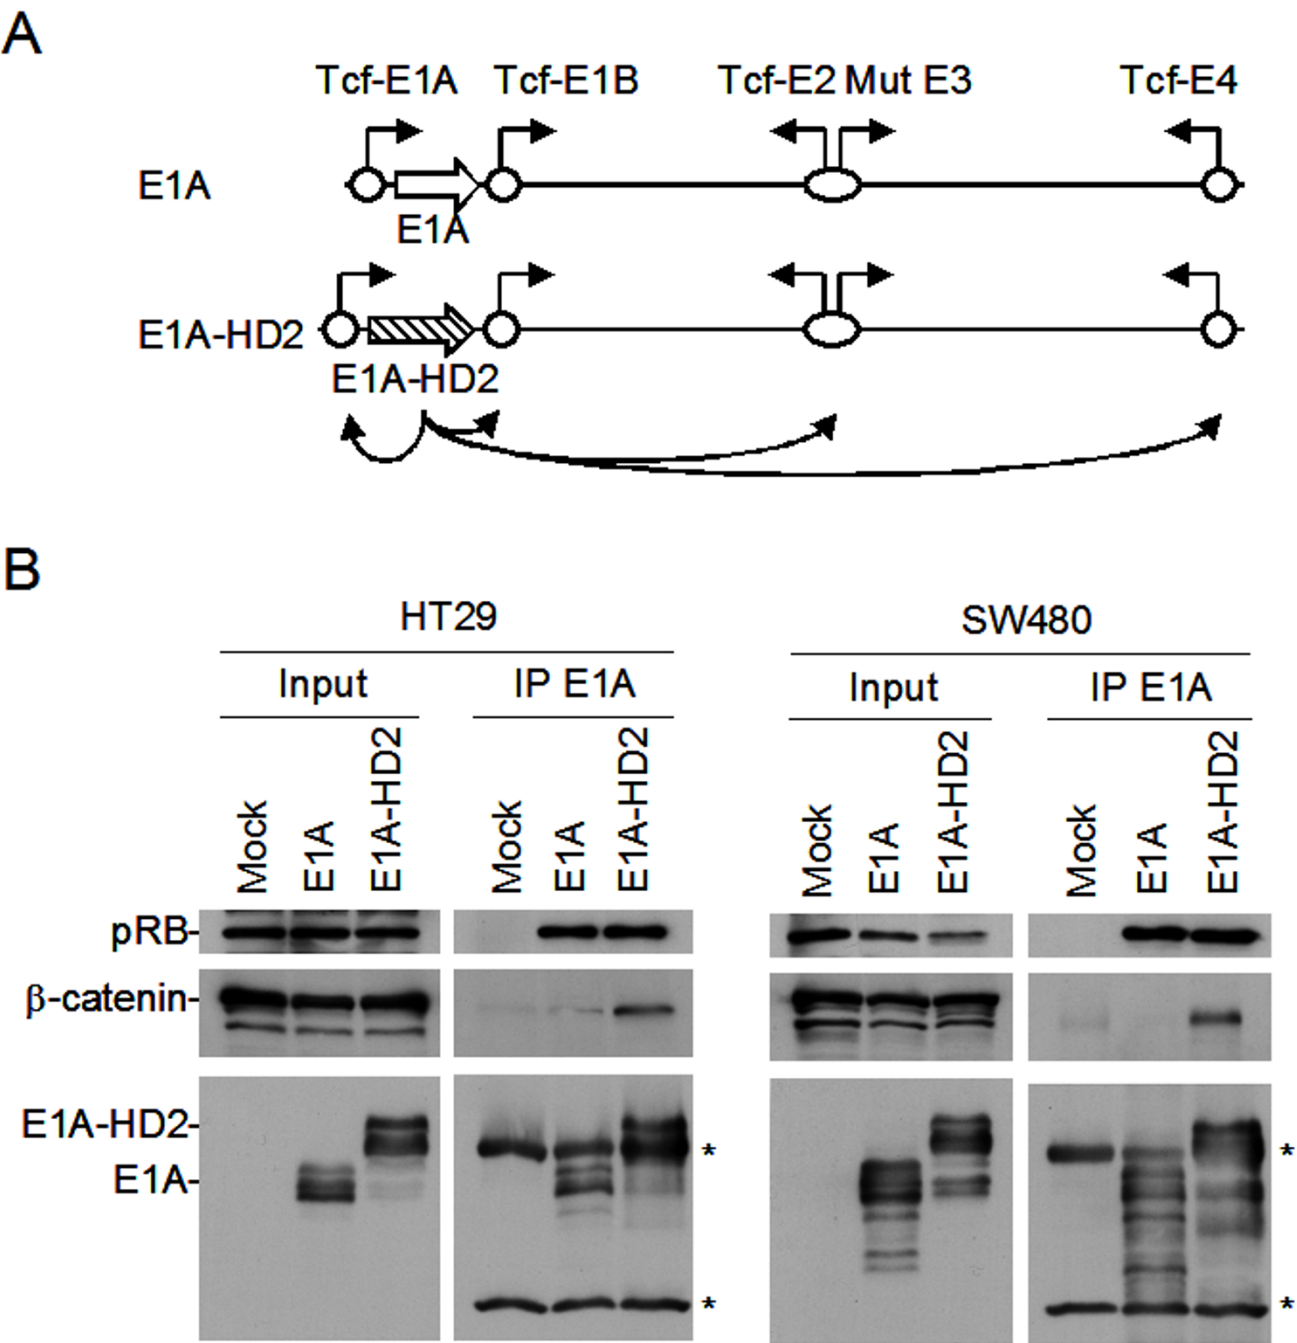 A
Tcf-E1A Tcf-E1B Tcf-E2 Mut E3 Tcf-E4
E1A
E1A
E1A-HD2
E1A-HD2
B
HT29 SW480
Input IP E1A Input IP E1A
Mock E1A E1A-HD2 Mock E1A E1A-HD2 Mock E1A E1A-HD2 Mock E1A E1A-HD2
pRB-
β-catenin-
E1A-HD2-
* *
E1A-
* *